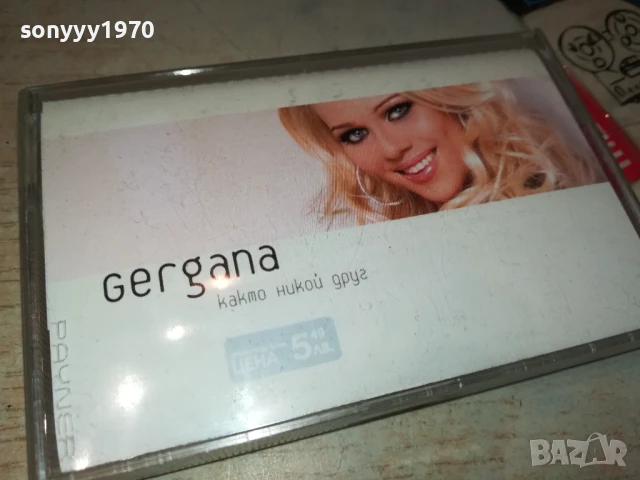 sonyyy1970
Gergana
както никой друг
ЦЕНА 5 49 ЛВ.
PAYNER
BAZAR